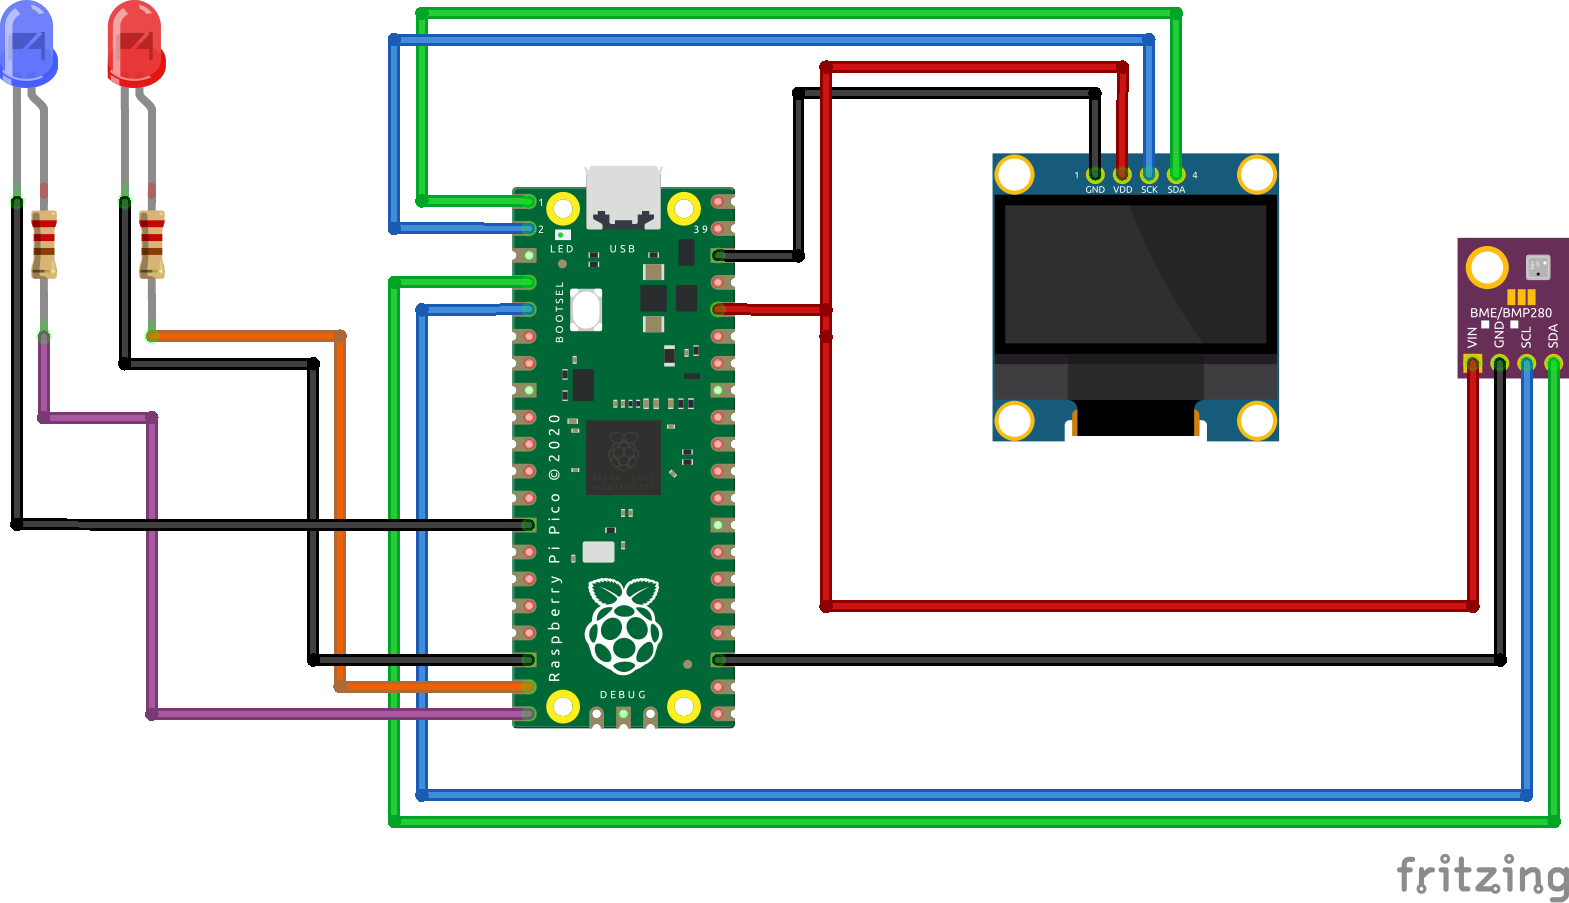 1
2
39
LED
USB
BOOTSEL
Raspberry Pi Pico © 2020
DEBUG
1
4
GND
VDD
SCK
SDA
BME/BMP280
VIN
GND
SCL
SDA
fritzing